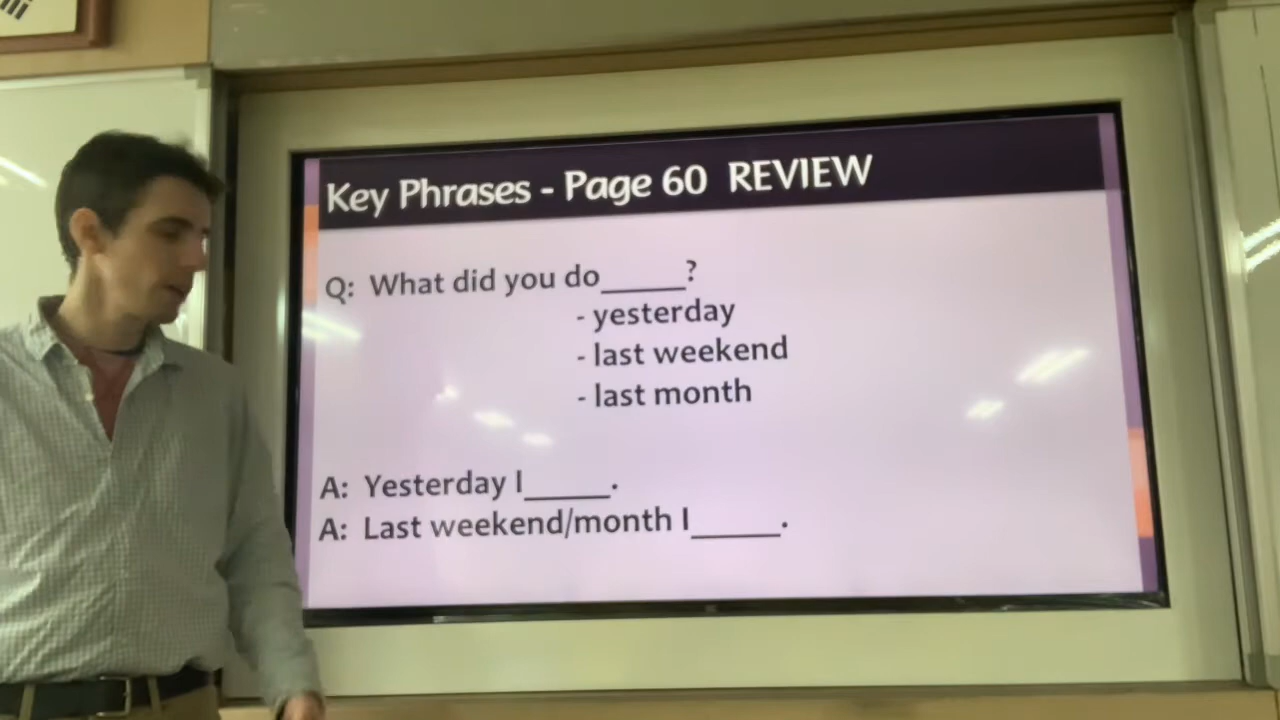 Key Phrases - Page 60 REVIEW
Q: What did you do_____?
- yesterday
- last weekend
- last month
A: Yesterday I_____.
A: Last weekend/month I_____.